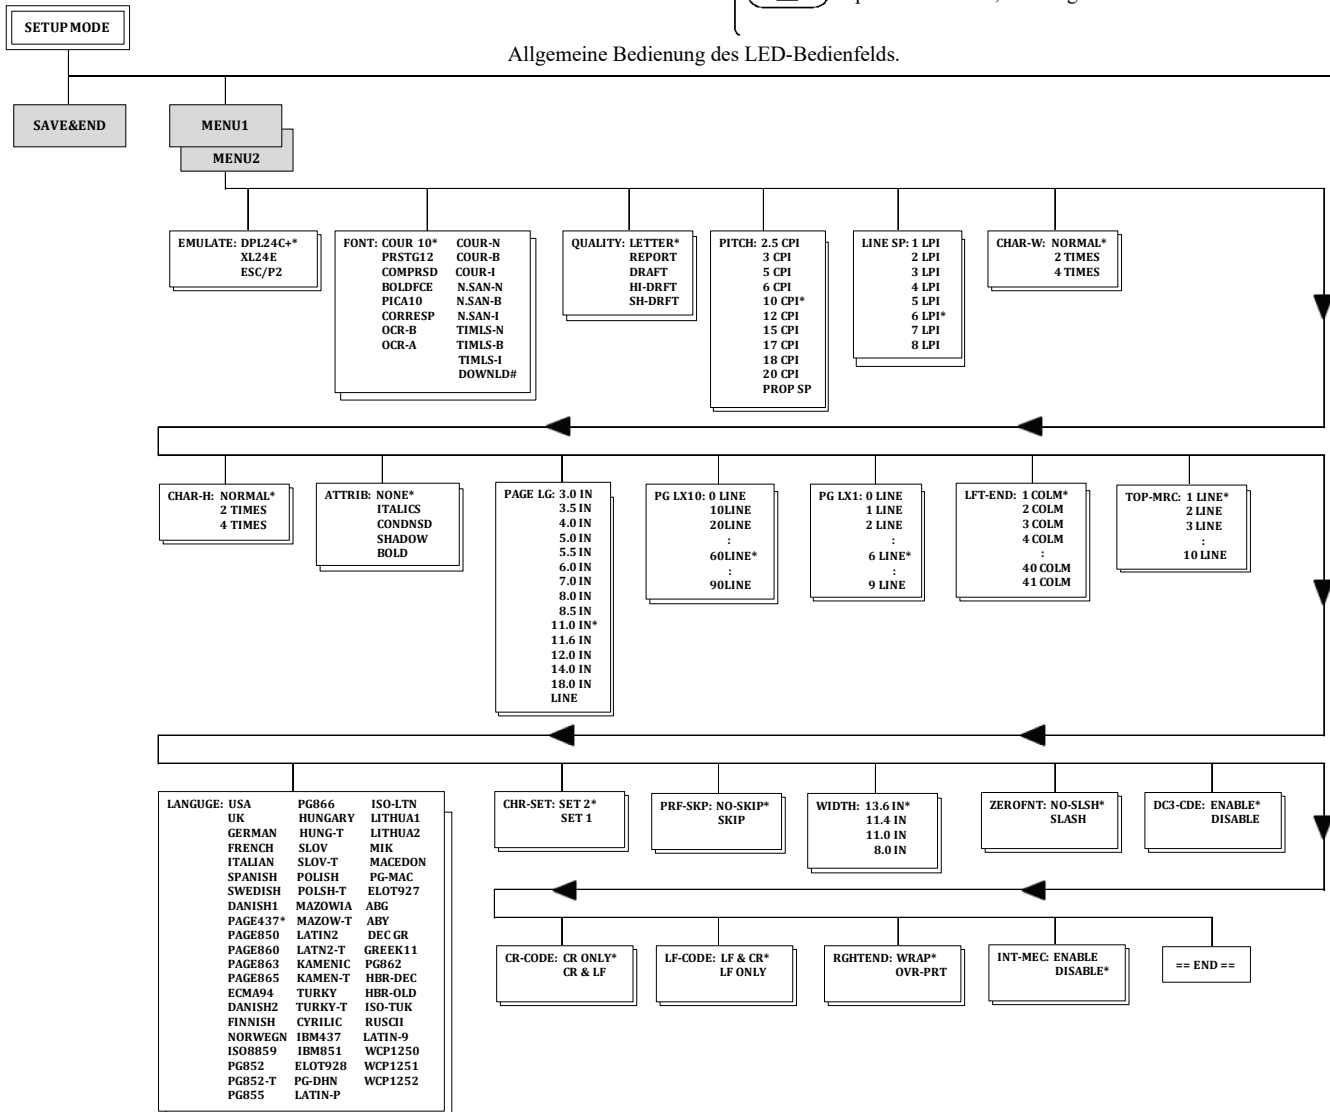 SETUP MODE
Allgemeine Bedienung des LED-Bedienfelds.
SAVE&END
MENU1
MENU2
EMULATE: DPL24C+*
XL24E
ESC/P2
FONT: COUR 10* COUR-N
PRSTG12 COUR-B
COMPRSD COUR-I
BOLDFCE N.SAN-N
PICA10 N.SAN-B
CORRESP N.SAN-I
OCR-B TIMLS-N
OCR-A TIMLS-B
TIMLS-I
DOWNLD#
QUALITY: LETTER*
REPORT
DRAFT
HI-DRFT
SH-DRFT
PITCH: 2.5 CPI
3 CPI
5 CPI
6 CPI
10 CPI*
12 CPI
15 CPI
17 CPI
18 CPI
20 CPI
PROP SP
LINE SP: 1 LPI
2 LPI
3 LPI
4 LPI
5 LPI
6 LPI*
7 LPI
8 LPI
CHAR-W: NORMAL*
2 TIMES
4 TIMES
CHAR-H: NORMAL*
2 TIMES
4 TIMES
ATTRIB: NONE*
ITALICS
CONDNSD
SHADOW
BOLD
PAGE LG: 3.0 IN
3.5 IN
4.0 IN
5.0 IN
5.5 IN
6.0 IN
7.0 IN
8.0 IN
8.5 IN
11.0 IN*
11.6 IN
12.0 IN
14.0 IN
18.0 IN
LINE
PG LX10: 0 LINE
10LINE
20LINE
:
60LINE*
:
90LINE
PG LX1: 0 LINE
1 LINE
2 LINE
:
6 LINE*
:
9 LINE
LFT-END: 1 COLM*
2 COLM
3 COLM
4 COLM
:
40 COLM
41 COLM
TOP-MRC: 1 LINE*
2 LINE
3 LINE
:
10 LINE
LANGUGE: USA PG866 ISO-LTN
UK HUNGARY LITHUA1
GERMAN HUNG-T LITHUA2
FRENCH SLOV MIK
ITALIAN SLOV-T MACEDON
SPANISH POLISH PG-MAC
SWEDISH POLSH-T ELOT927
DANISH1 MAZOWIA ABG
PAGE437* MAZOW-T ABY
PAGE850 LATIN2 DEC GR
PAGE860 LATN2-T GREEK11
PAGE863 KAMENIC PG862
PAGE865 KAMEN-T HBR-DEC
ECMA94 TURKY HBR-OLD
DANISH2 TURKY-T ISO-TUK
FINNISH CYRILIC RUSCII
NORWEGN IBM437 LATIN-9
ISO8859 IBM851 WCP1250
PG852 ELOT928 WCP1251
PG852-T PG-DHN WCP1252
PG855 LATIN-P
CHR-SET: SET 2*
SET 1
PRF-SKP: NO-SKIP*
SKIP
WIDTH: 13.6 IN*
11.4 IN
11.0 IN
8.0 IN
ZEROFNT: NO-SLSH*
SLASH
DC3-CDE: ENABLE*
DISABLE
CR-CODE: CR ONLY*
CR & LF
LF-CODE: LF & CR*
LF ONLY
RGHTEND: WRAP*
OVR-PRT
INT-MEC: ENABLE
DISABLE*
== END ==